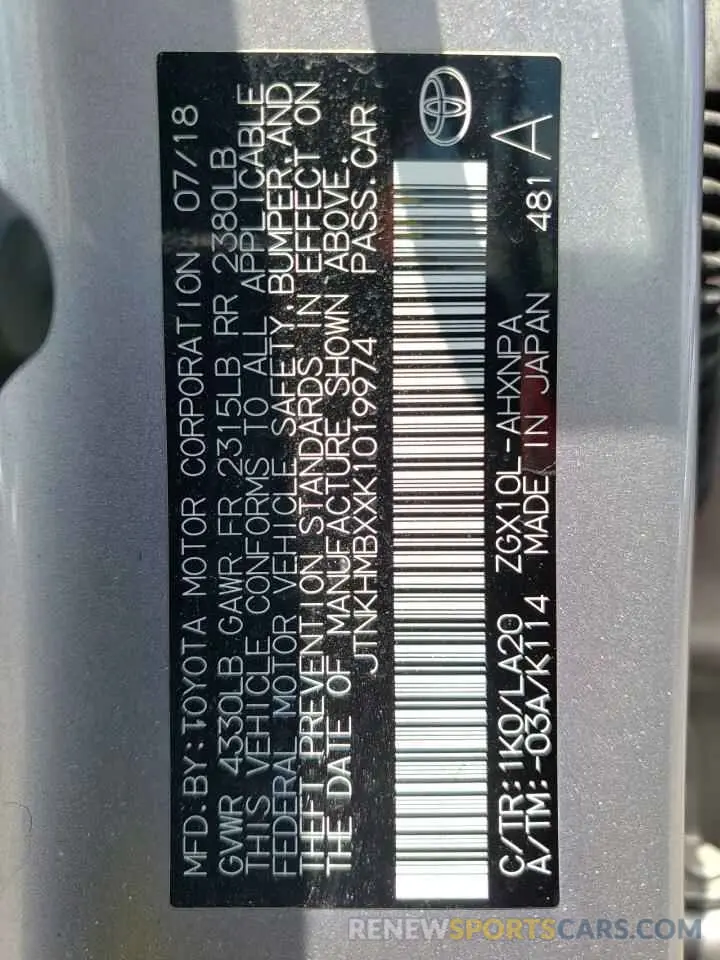 MFD.BY:TOYOTA MOTOR CORPORATION 07/18
GVWR 4330LB GAWR FR 2315LB RR 2380LB
THIS VEHICLE CONFORMS TO ALL APPLICABLE
FEDERAL MOTOR VEHICLE SAFETY,BUMPER,AND
THEFT PREVENTION STANDARDS IN EFFECT ON
THE DATE OF MANUFACTURE SHOWN ABOVE.
JTNKHMBXXK1019974 PASS.CAR
C/TR:1K0/LA20 ZGX10L-AHXNPA
A/TM:-03A/K114 MADE IN JAPAN 481 A
RENEWSPORTSCARS.COM